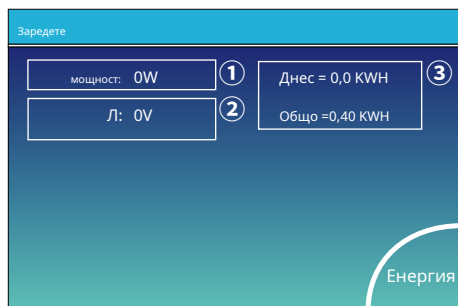 Заредете
мощност: 0W ①
Л: 0V ②
Днес = 0,0 KWH ③
Общо =0,40 KWH
Енергия